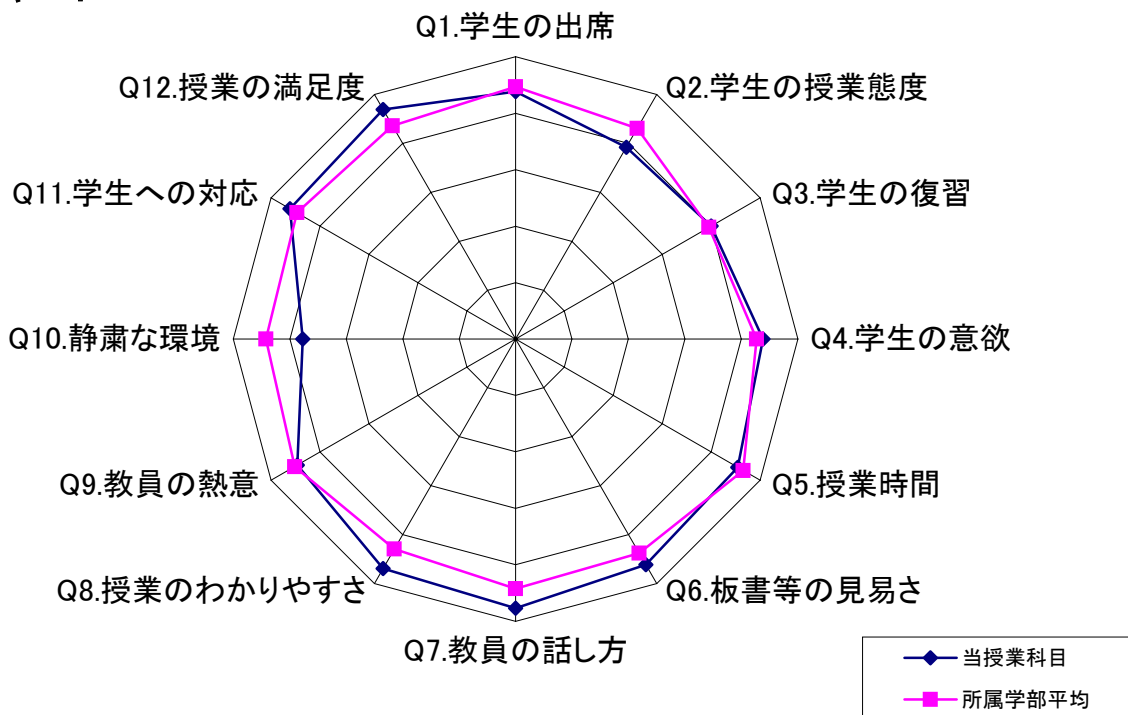 Q1.学生の出席
Q12.授業の満足度
Q2.学生の授業態度
Q11.学生への対応
Q3.学生の復習
Q10.静粛な環境
Q4.学生の意欲
Q9.教員の熱意
Q5.授業時間
Q8.授業のわかりやすさ
Q6.板書等の見易さ
Q7.教員の話し方
当授業科目
所属学部平均